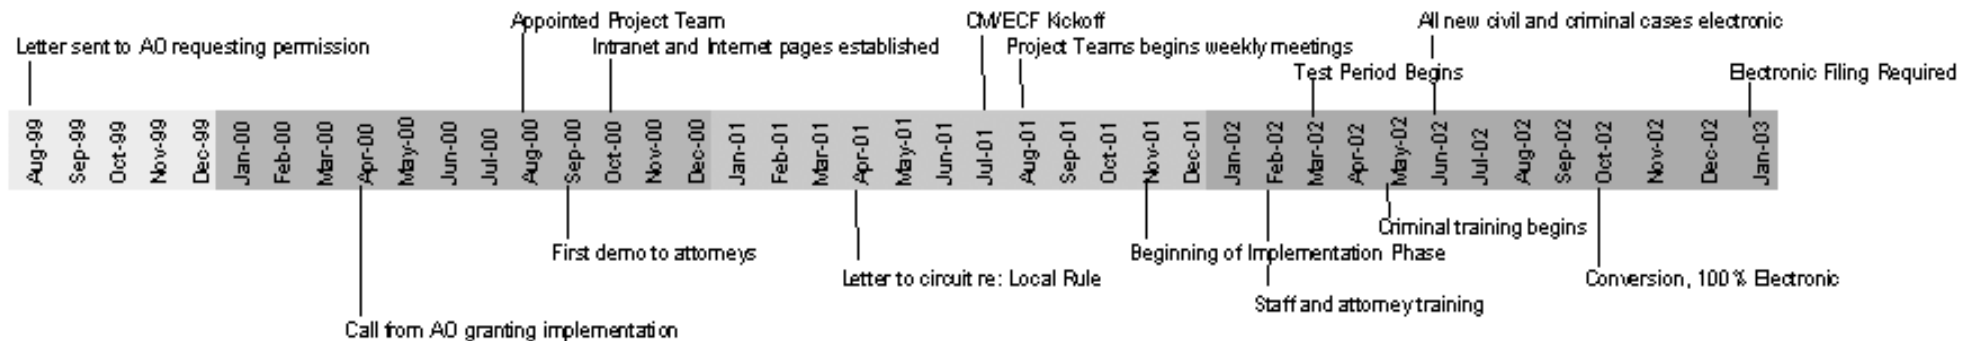 Appointed Project Team
CM/ECF Kickoff
All new civil and criminal cases electronic
Letter sent to AO requesting permission
Intranet and Internet pages established
Project Teams begins weekly meetings
Test Period Begins
Electronic Filing Required
Aug-99
Sep-99
Oct-99
Nov-99
Dec-99
Jan-00
Feb-00
Mar-00
Apr-00
May-00
Jun-00
Jul-00
Aug-00
Sep-00
Oct-00
Nov-00
Dec-00
Jan-01
Feb-01
Mar-01
Apr-01
May-01
Jun-01
Jul-01
Aug-01
Sep-01
Oct-01
Nov-01
Dec-01
Jan-02
Feb-02
Mar-02
Apr-02
May-02
Jun-02
Jul-02
Aug-02
Sep-02
Oct-02
Nov-02
Dec-02
Jan-03
Criminal training begins
First demo to attorneys
Beginning of Implementation Phase
Letter to circuit re: Local Rule
Conversion, 100% Electronic
Staff and attorney training
Call from AO granting implementation